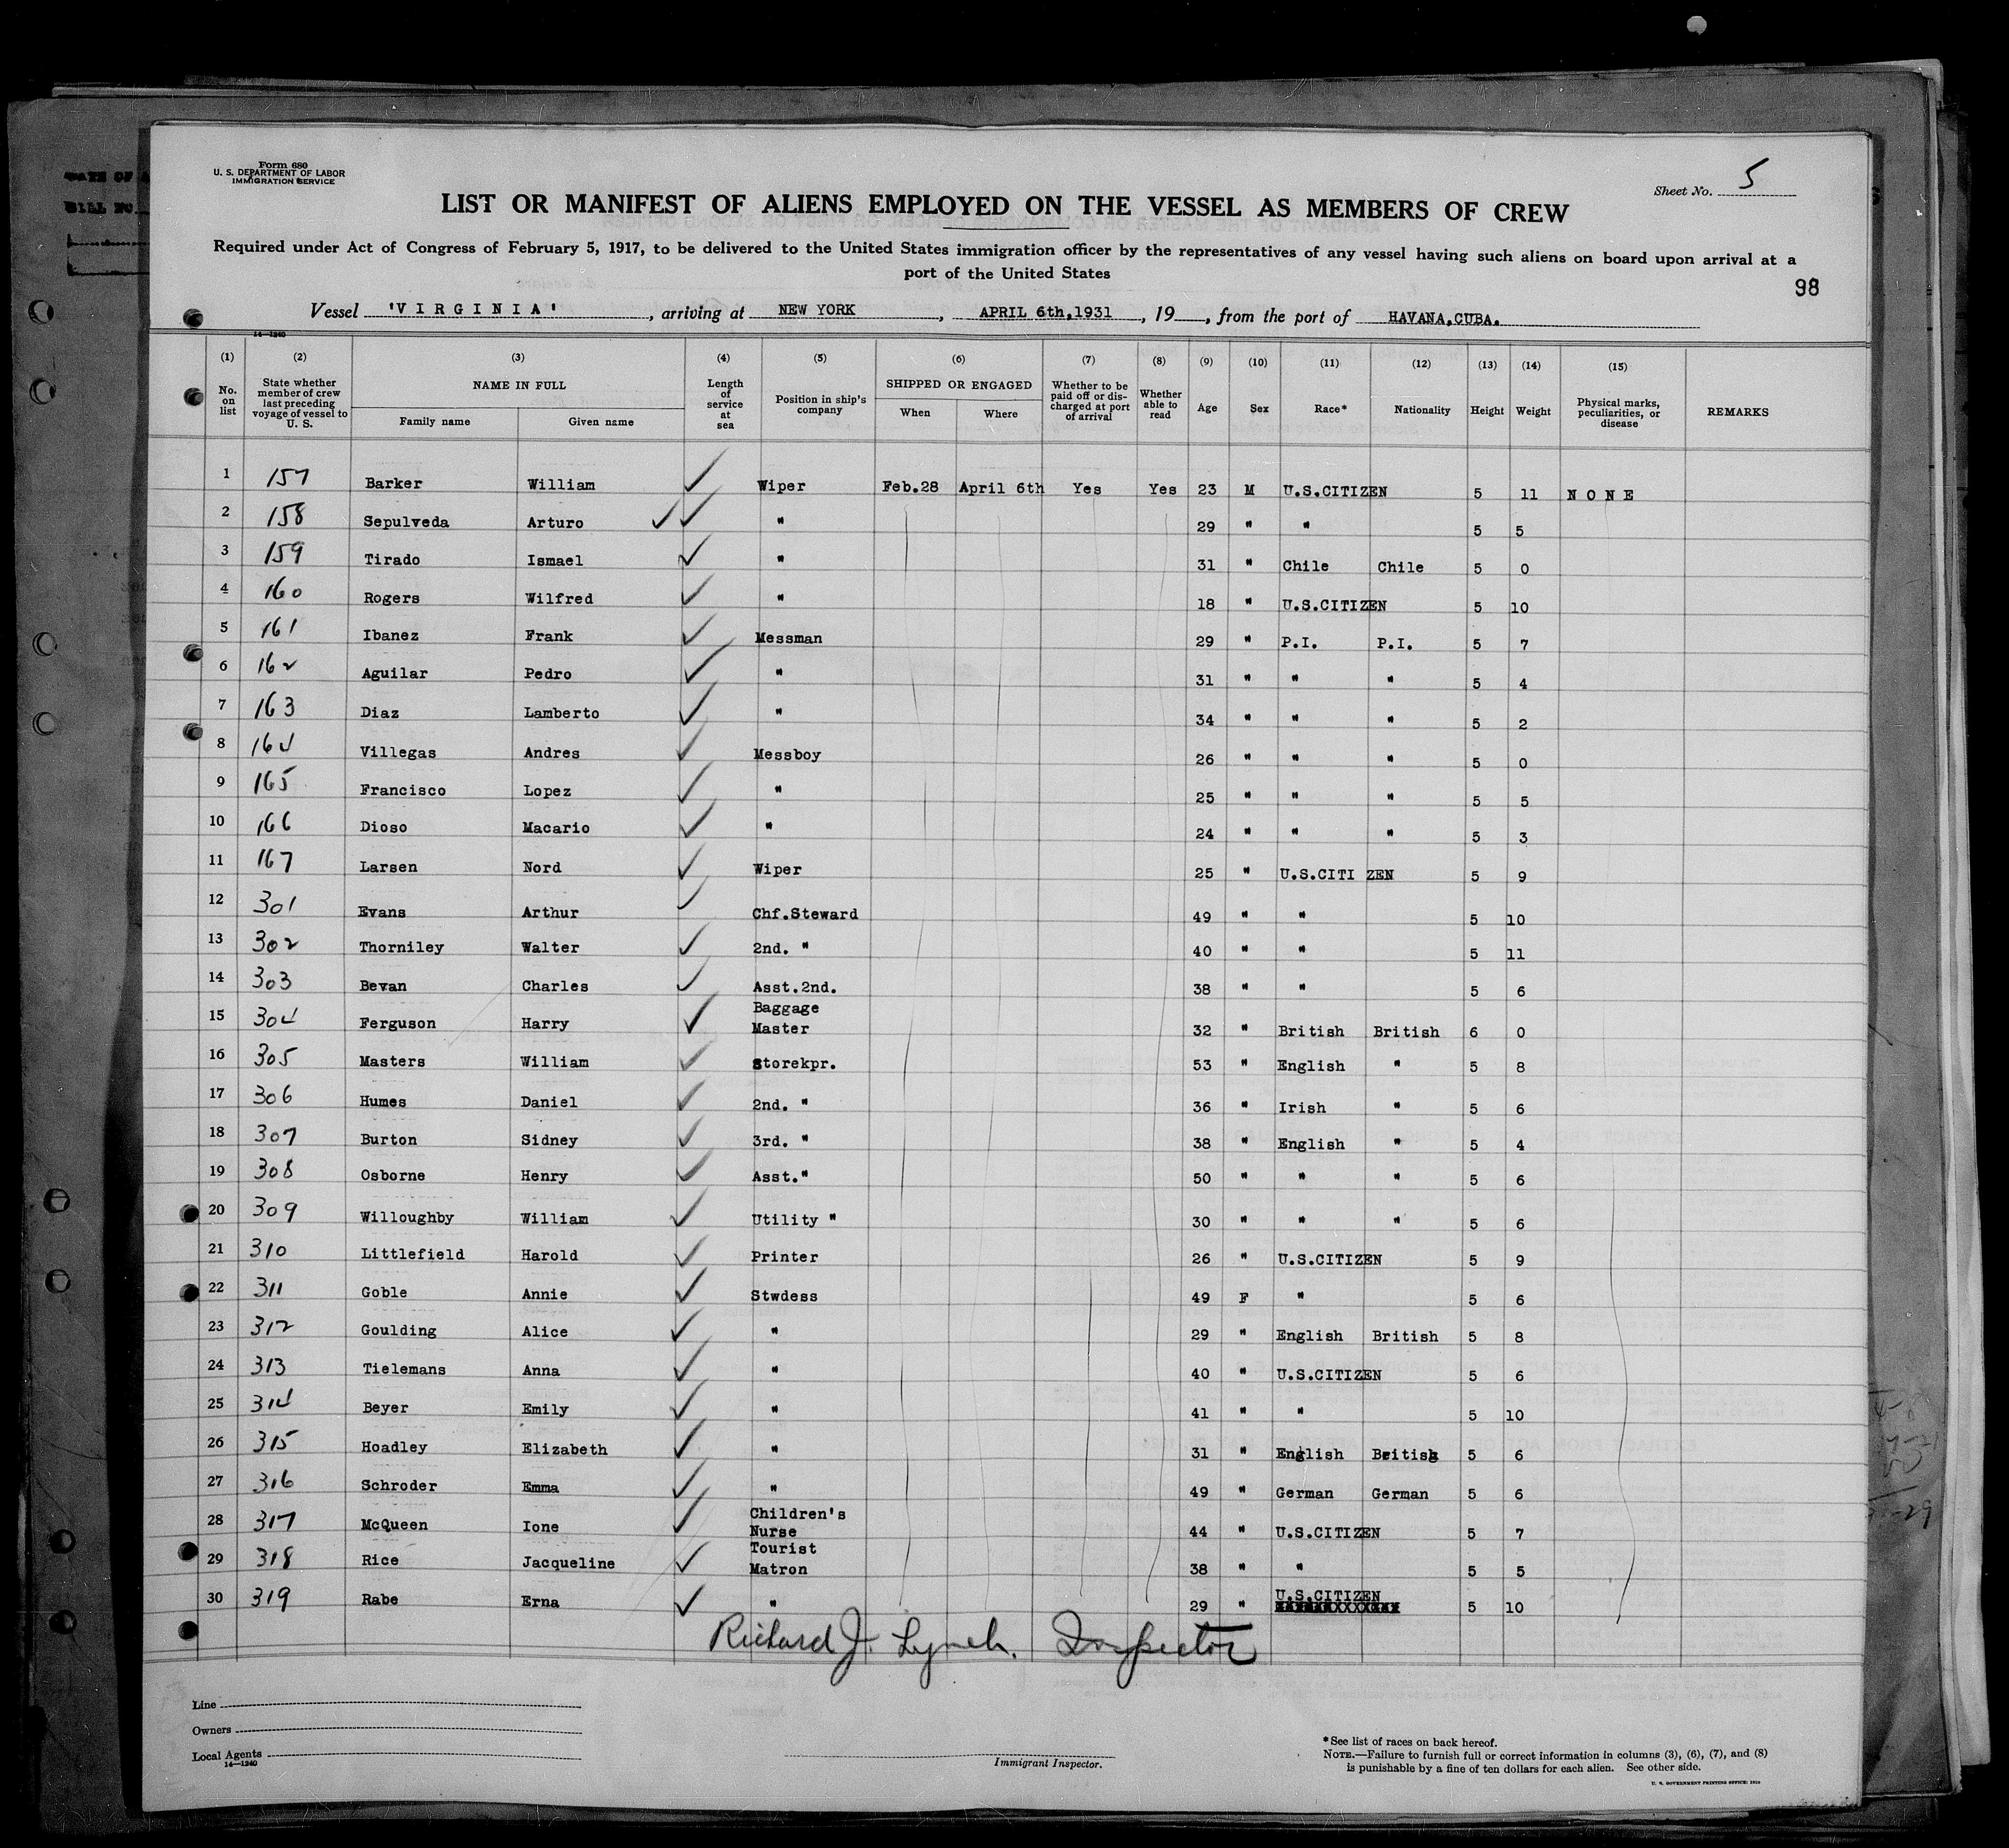 Form 680
U. S. DEPARTMENT OF LABOR
IMMIGRATION SERVICE
Sheet No. 5
LIST OR MANIFEST OF ALIENS EMPLOYED ON THE VESSEL AS MEMBERS OF CREW
Required under Act of Congress of February 5, 1917, to be delivered to the United States immigration officer by the representatives of any vessel having such aliens on board upon arrival at a
port of the United States
98
Vessel 'VIRGINIA', arriving at NEW YORK, APRIL 6th,1931, 19, from the port of HAVANA,CUBA.
14—1240
(1) (2) (3) (4) (5) (6) (7) (8) (9) (10) (11) (12) (13) (14) (15)
No. on list State whether member of crew last preceding voyage of vessel to U. S. NAME IN FULL Family name Given name Length of service at sea Position in ship's company SHIPPED OR ENGAGED When Where Whether to be paid off or discharged at port of arrival Whether able to read Age Sex Race* Nationality Height Weight Physical marks, peculiarities, or disease REMARKS
1 157 Barker William Wiper Feb.28 April 6th Yes Yes 23 M U.S.CITIZEN 5 11 NONE
2 158 Sepulveda Arturo " 29 " " 5 5
3 159 Tirado Ismael " 31 " Chile Chile 5 0
4 160 Rogers Wilfred " 18 " U.S.CITIZEN 5 10
5 161 Ibanez Frank Messman 29 " P.I. P.I. 5 7
6 162 Aguilar Pedro " 31 " " " 5 4
7 163 Diaz Lamberto " 34 " " " 5 2
8 164 Villegas Andres Messboy 26 " " " 5 0
9 165 Francisco Lopez " 25 " " " 5 5
10 166 Dioso Macario " 24 " " " 5 3
11 167 Larsen Nord Wiper 25 " U.S.CITI ZEN 5 9
12 301 Evans Arthur Chf.Steward 49 " " 5 10
13 302 Thorniley Walter 2nd. " 40 " " 5 11
14 303 Bevan Charles Asst.2nd. 38 " " 5 6
15 304 Ferguson Harry Baggage Master 32 " British British 6 0
16 305 Masters William Storekpr. 53 " English " 5 8
17 306 Humes Daniel 2nd. " 36 " Irish " 5 6
18 307 Burton Sidney 3rd. " 38 " English " 5 4
19 308 Osborne Henry Asst." 50 " " " 5 6
20 309 Willoughby William Utility " 30 " " " 5 6
21 310 Littlefield Harold Printer 26 " U.S.CITIZEN 5 9
22 311 Goble Annie Stwdess 49 F " 5 6
23 312 Goulding Alice " 29 " English British 5 8
24 313 Tielemans Anna " 40 " U.S.CITIZEN 5 6
25 314 Beyer Emily " 41 " " 5 10
26 315 Hoadley Elizabeth " 31 " English British 5 6
27 316 Schroder Emma " 49 " German German 5 6
28 317 McQueen Ione Children's Nurse 44 " U.S.CITIZEN 5 7
29 318 Rice Jacqueline Tourist Matron 38 " " 5 5
30 319 Rabe Erna " 29 " U.S.CITIZEN 5 10
Richard J. Lynch. Inspector
Line
Owners
Local Agents
14—1240
Immigrant Inspector.
*See list of races on back hereof.
NOTE.—Failure to furnish full or correct information in columns (3), (6), (7), and (8)
is punishable by a fine of ten dollars for each alien. See other side.